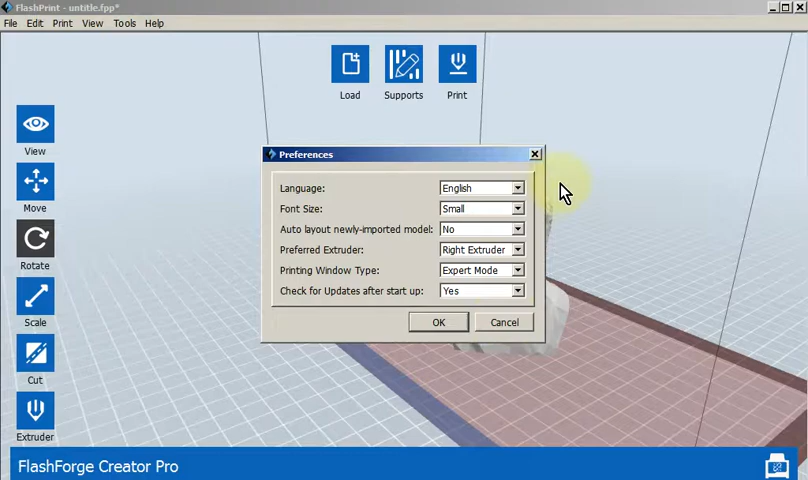 FlashPrint - untitle.fpp*
File Edit Print View Tools Help
Load Supports Print
View
Move
Rotate
Scale
Cut
Extruder
Preferences
Language: English
Font Size: Small
Auto layout newly-imported model: No
Preferred Extruder: Right Extruder
Printing Window Type: Expert Mode
Check for Updates after start up: Yes
OK Cancel
FlashForge Creator Pro